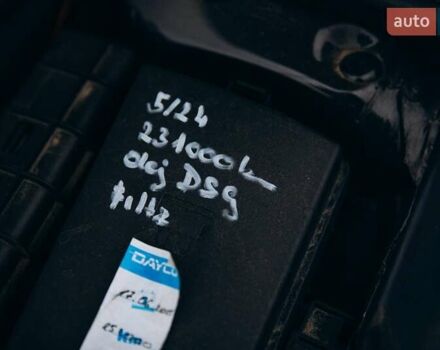 auto
5/24
231000km
olej DSG
filtr
DAYCO